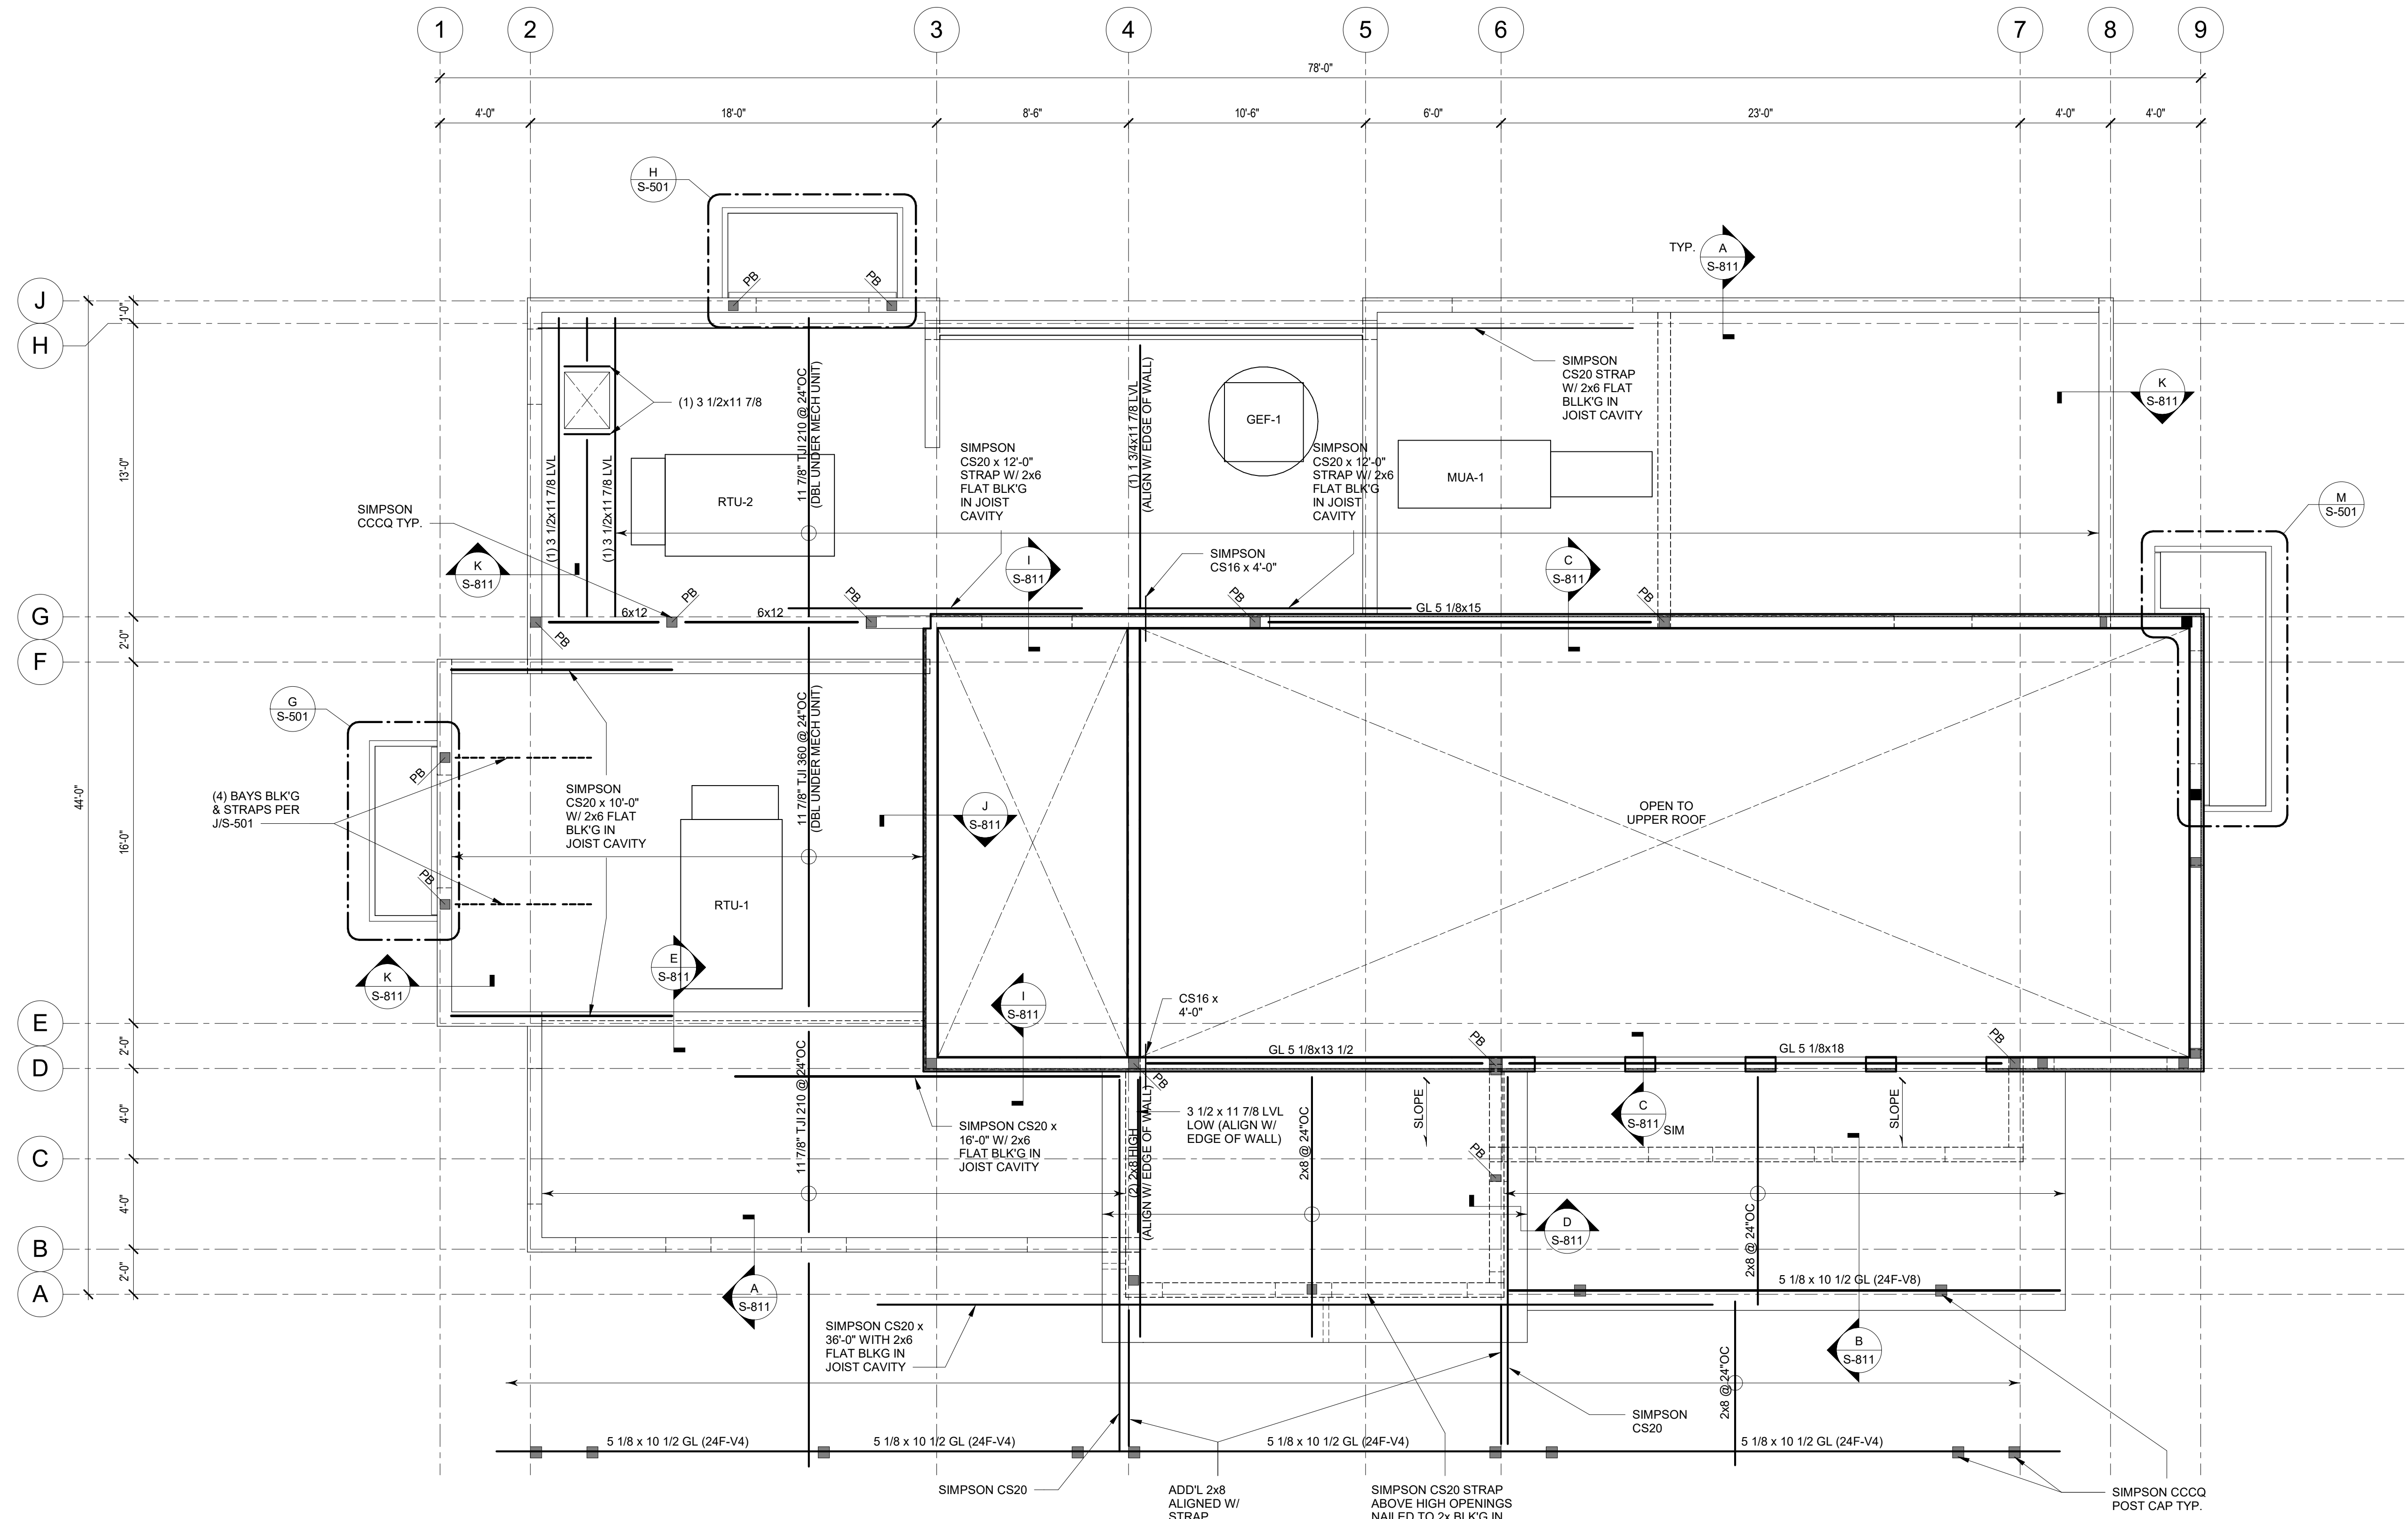 1
2
3
4
5
6
7
8
9
78'-0"
4'-0"
18'-0"
8'-6"
10'-6"
6'-0"
23'-0"
4'-0"
4'-0"
H
S-501
TYP.
A
S-811
PB
PB
J
H
G
F
E
D
C
B
A
1'-0"
13'-0"
2'-0"
16'-0"
2'-0"
4'-0"
4'-0"
2'-0"
44'-0"
(1) 3 1/2x11 7/8
(1) 3 1/2x11 7/8 LVL
(1) 3 1/2x11 7/8 LVL
11 7/8" TJI 210 @ 24"OC
(DBL UNDER MECH UNIT)
RTU-2
SIMPSON
CS20 x 12'-0"
STRAP W/ 2x6
FLAT BLK'G
IN JOIST
CAVITY
(1) 1 3/4x11 7/8 LVL
(ALIGN W/ EDGE OF WALL)
GEF-1
SIMPSON
CS20 x 12'-0"
STRAP W/ 2x6
FLAT BLK'G
IN JOIST
CAVITY
MUA-1
SIMPSON
CS20 STRAP
W/ 2x6 FLAT
BLLK'G IN
JOIST CAVITY
K
S-811
M
S-501
SIMPSON
CCCQ TYP.
K
S-811
I
S-811
SIMPSON
CS16 x 4'-0"
C
S-811
6x12
6x12
PB
PB
PB
PB
PB
GL 5 1/8x15
G
S-501
PB
PB
(4) BAYS BLK'G
& STRAPS PER
J/S-501
SIMPSON
CS20 x 10'-0"
W/ 2x6 FLAT
BLK'G IN
JOIST CAVITY
11 7/8" TJI 360 @ 24"OC
(DBL UNDER MECH UNIT)
RTU-1
J
S-811
OPEN TO
UPPER ROOF
K
S-811
E
S-811
I
S-811
CS16 x
4'-0"
GL 5 1/8x13 1/2
PB
PB
PB
GL 5 1/8x18
11 7/8" TJI 210 @ 24"OC
SIMPSON CS20 x
16'-0" W/ 2x6
FLAT BLK'G IN
JOIST CAVITY
(2) 2x8 HIGH
(ALIGN W/ EDGE OF WALL)
3 1/2 x 11 7/8 LVL
LOW (ALIGN W/
EDGE OF WALL)
2x8 @ 24"OC
SLOPE
PB
C
S-811
SIM
SLOPE
2x8 @ 24"OC
D
S-811
A
S-811
5 1/8 x 10 1/2 GL (24F-V8)
SIMPSON CS20 x
36'-0" WITH 2x6
FLAT BLKG IN
JOIST CAVITY
B
S-811
2x8 @ 24"OC
SIMPSON
CS20
5 1/8 x 10 1/2 GL (24F-V4)
5 1/8 x 10 1/2 GL (24F-V4)
5 1/8 x 10 1/2 GL (24F-V4)
5 1/8 x 10 1/2 GL (24F-V4)
SIMPSON CS20
ADD'L 2x8
ALIGNED W/
STRAP
SIMPSON CS20 STRAP
ABOVE HIGH OPENINGS
NAILED TO 2x BLK'G IN
SIMPSON CCCQ
POST CAP TYP.